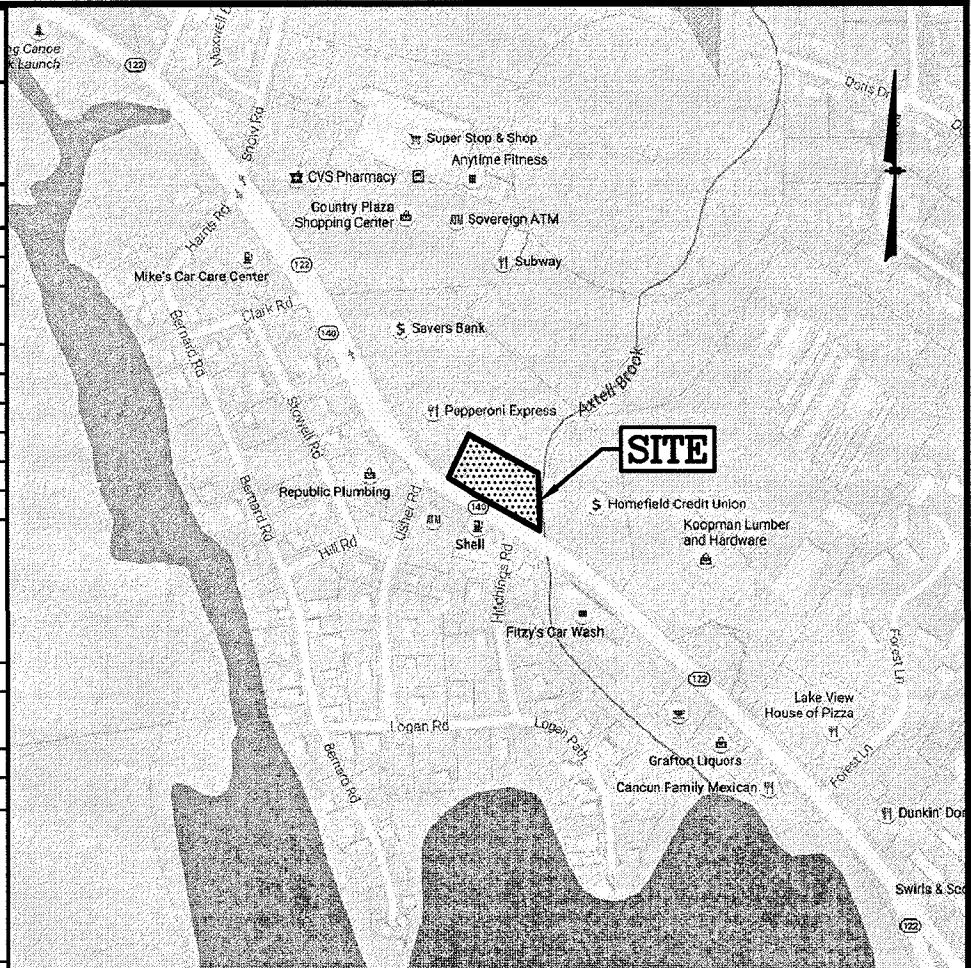 Maxwell
ng Canoe
k Launch
122
Snow Rd
Doris Dr
Super Stop & Shop
Anytime Fitness
CVS Pharmacy
Country Plaza
Shopping Center
Sovereign ATM
Harris Rd
Mike's Car Care Center
122
Subway
Clark Rd
Bernard Rd
140
Savers Bank
Axtell Brook
Stowell Rd
Pepperoni Express
SITE
Republic Plumbing
Bernard Rd
Usher Rd
140
Homefield Credit Union
Koopman Lumber
and Hardware
Shell
Hill Rd
Hitchings Rd
Fitzy's Car Wash
Forest Ln
122
Lake View
House of Pizza
Logan Rd
Logan Path
Bernard Rd
Grafton Liquors
Forest Ln
Cancun Family Mexican
Dunkin' Do
Swirls & Sc
122